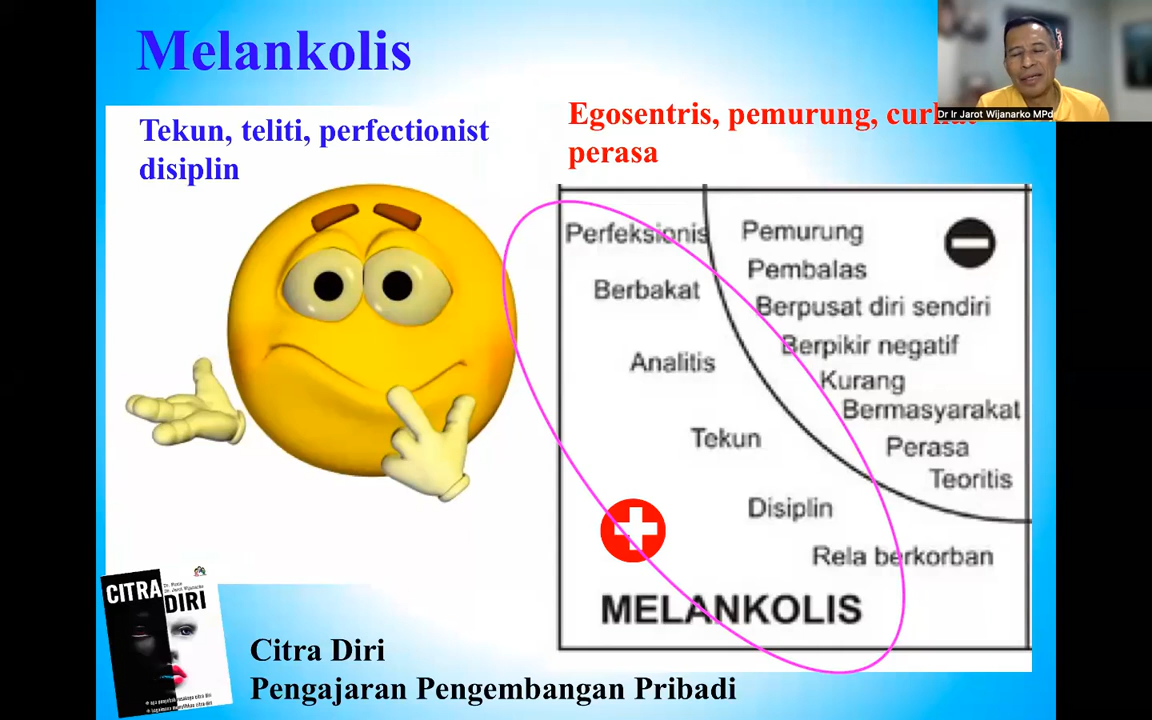 Melankolis
Dr Ir Jarot Wijanarko MPd
Tekun, teliti, perfectionist
disiplin
Egosentris, pemurung,
perasa
Perfeksionis
Berbakat
Analitis
Tekun
Disiplin
Rela berkorban
MELANKOLIS
Pemurung
Pembalas
Berpusat diri sendiri
Berpikir negatif
Kurang
Bermasyarakat
Perasa
Teoritis
CITRA
DIRI
Citra Diri
Pengajaran Pengembangan Pribadi